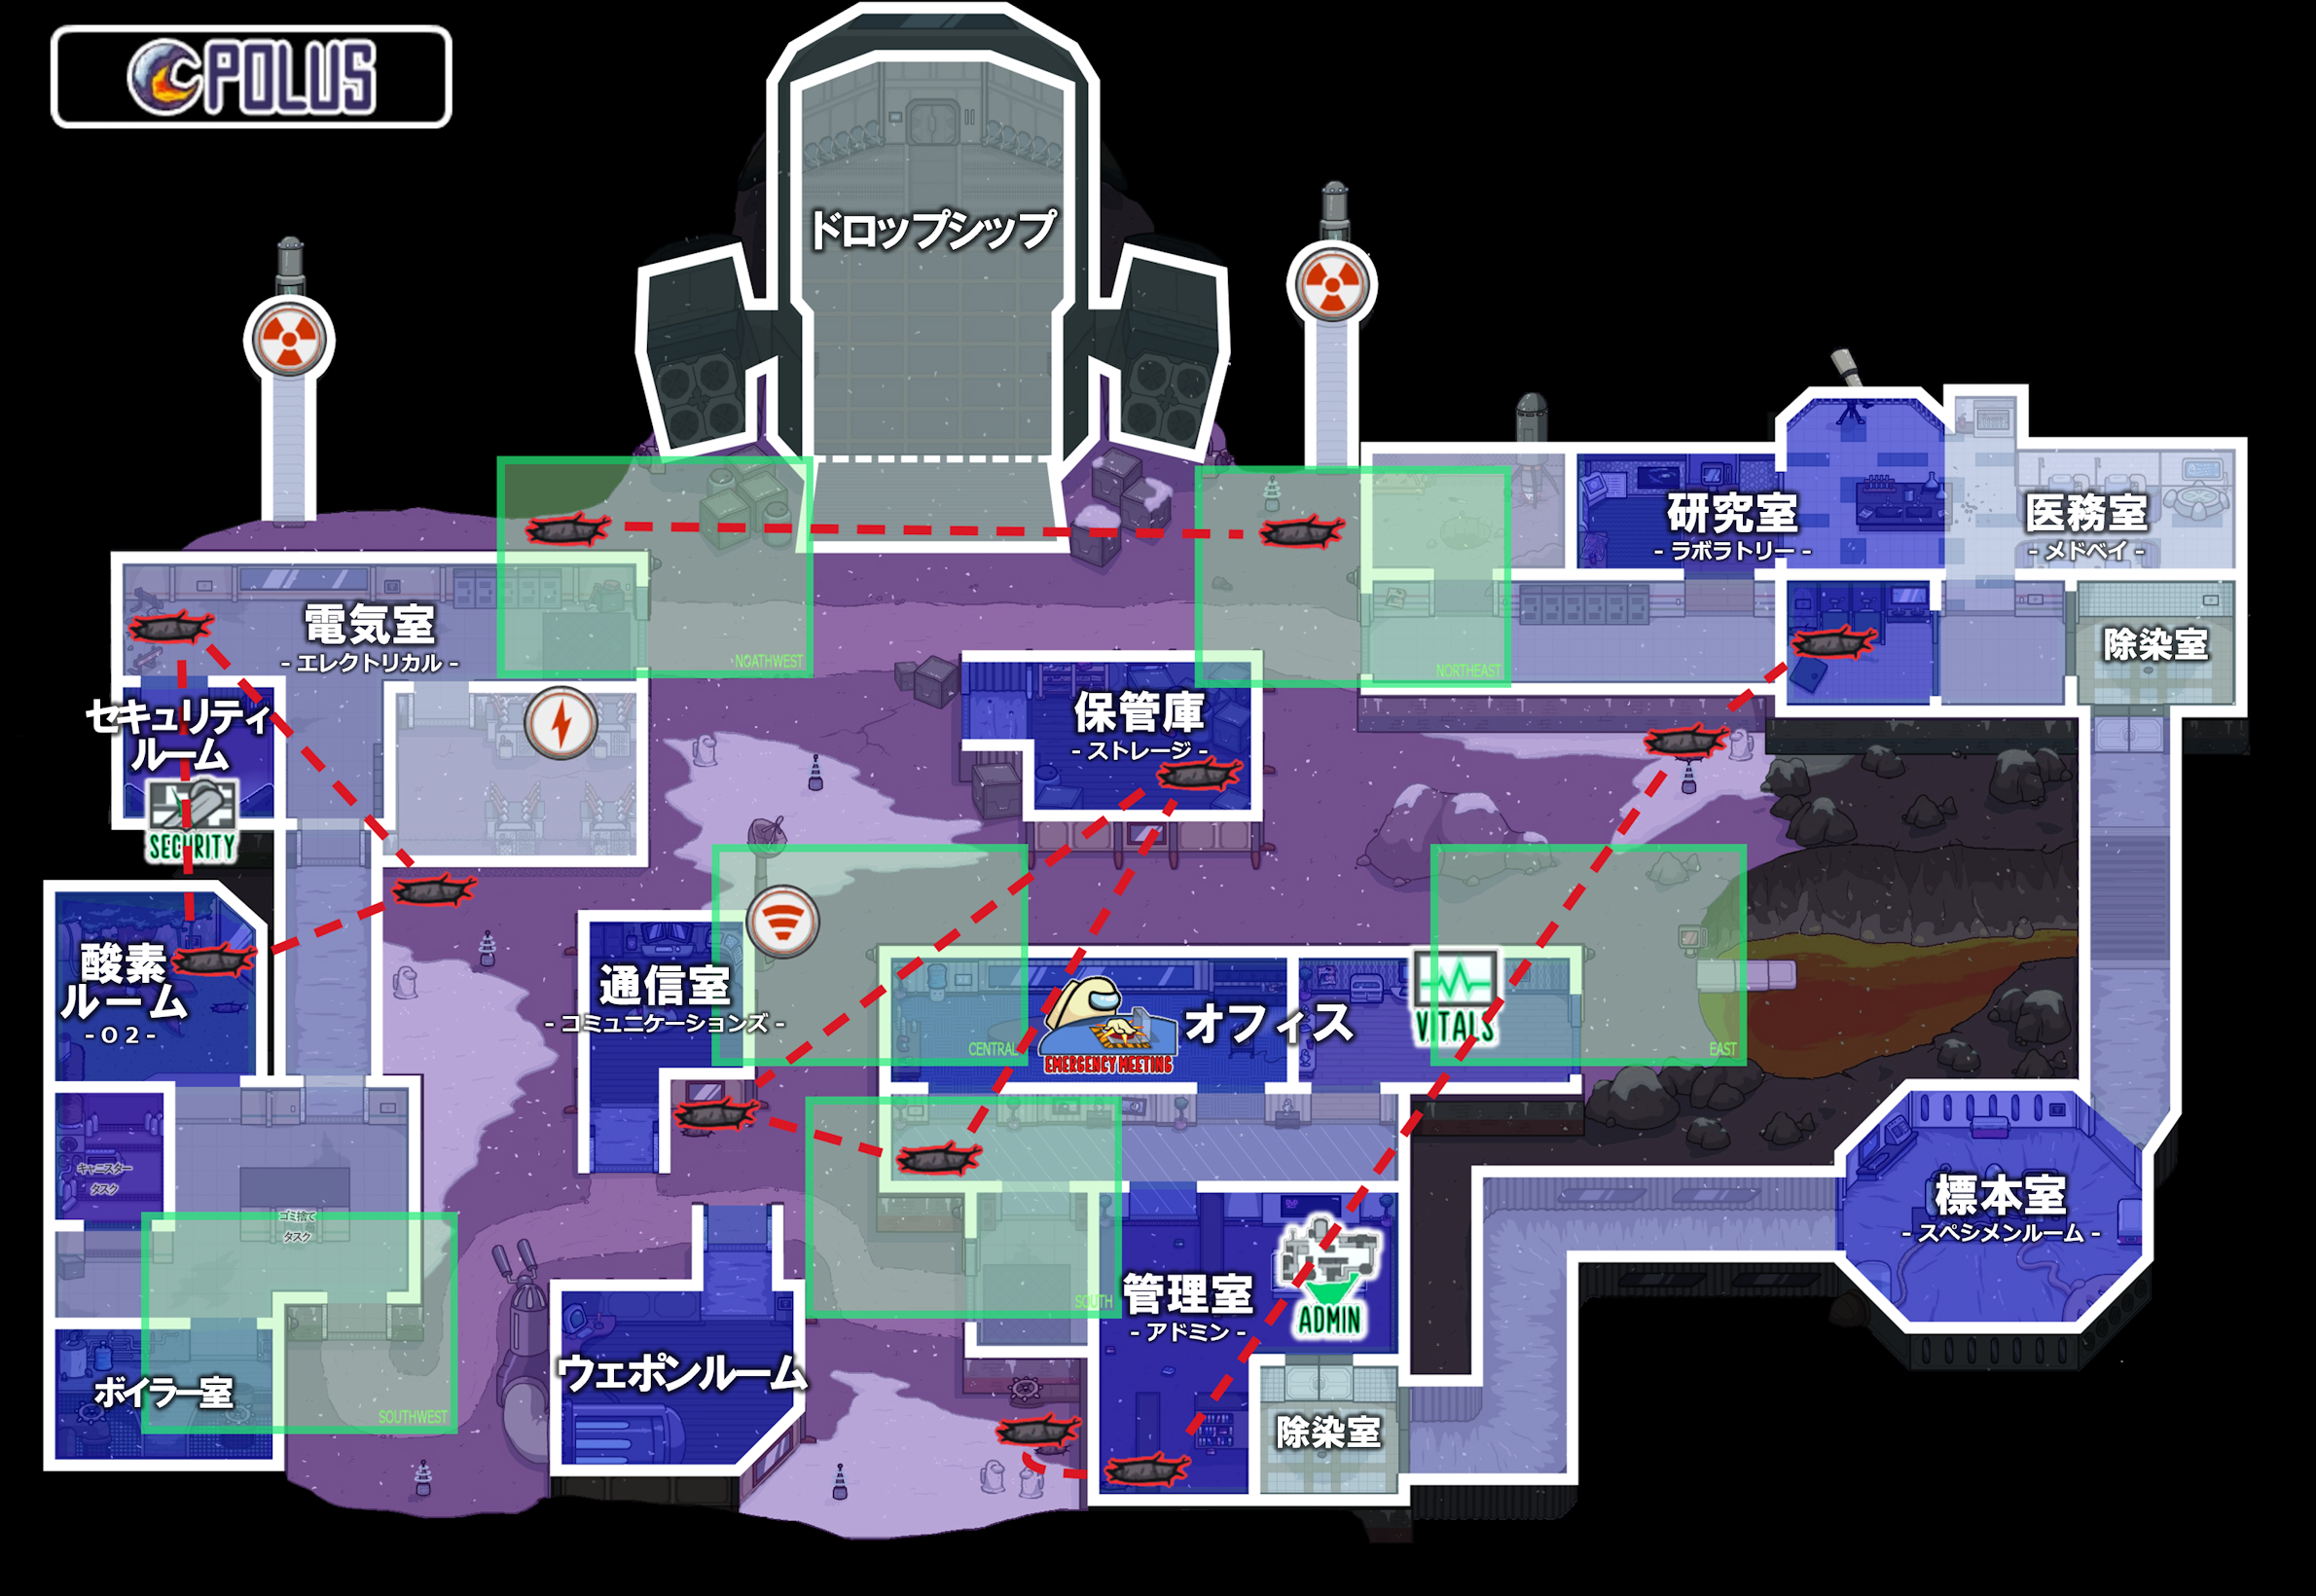 POLUS
ドロップシップ
研究室
- ラボラトリー -
医務室
- メドベイ -
電気室
- エレクトリカル -
NOATHWEST
NORTHEAST
除染室
セキュリティ
ルーム
SECURITY
保管庫
- ストレージ -
酸素
ルーム
- O 2 -
通信室
- コミュニケーションズ -
CENTRAL
EMERGENCY MEETING
オフィス
VITALS
EAST
キャニスター
タスク
ゴミ捨て
タスク
標本室
- スペシメンルーム -
SOUTH
管理室
- アドミン -
ADMIN
ウェポンルーム
ボイラー室
SOUTHWEST
除染室